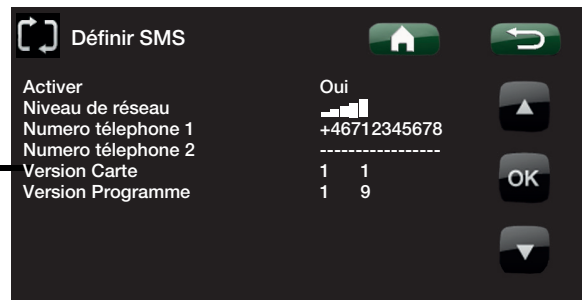 Définir SMS
Activer Oui
Niveau de réseau
Numero télephone 1 +46712345678
Numero télephone 2 -----------------
Version Carte 1 1
Version Programme 1 9
OK